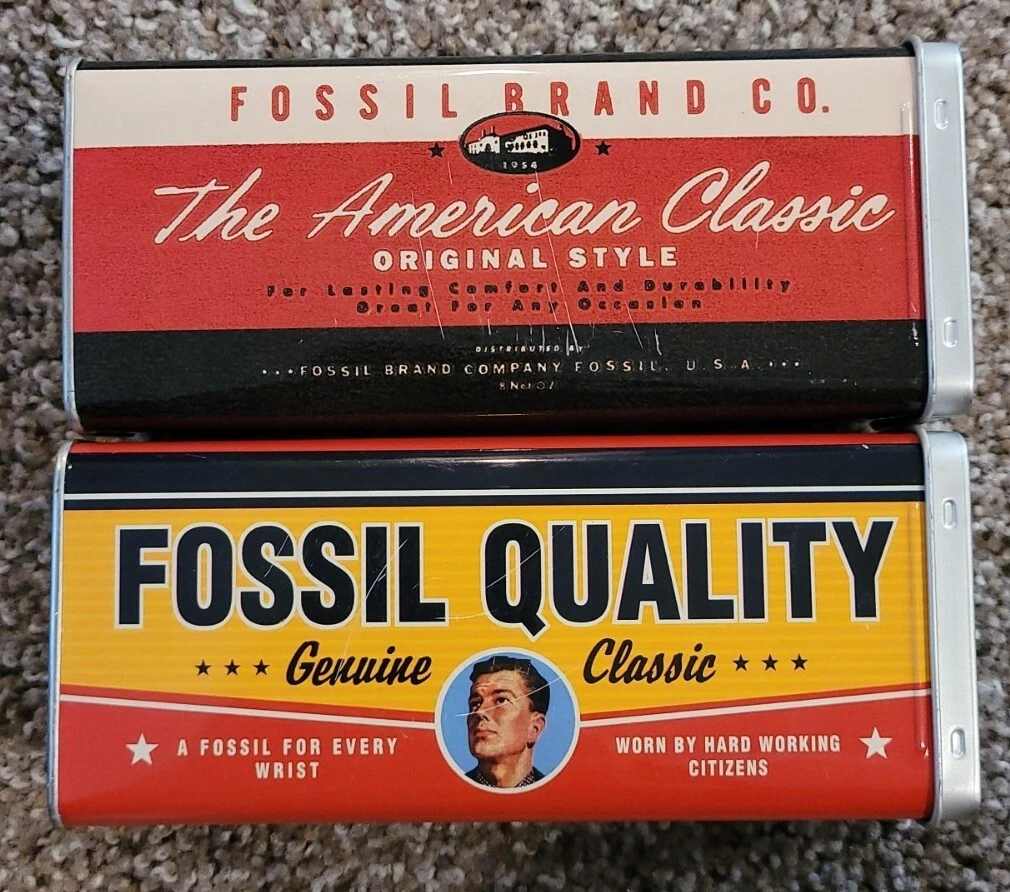 FOSSIL BRAND CO.
1954
The American Classic
ORIGINAL STYLE
For Lasting Comfort And Durability
Great For Any Occasion
DISTRIBUTED BY
···FOSSIL BRAND COMPANY FOSSIL, U.S.A.···
FOSSIL QUALITY
Genuine Classic
A FOSSIL FOR EVERY
WRIST
WORN BY HARD WORKING
CITIZENS